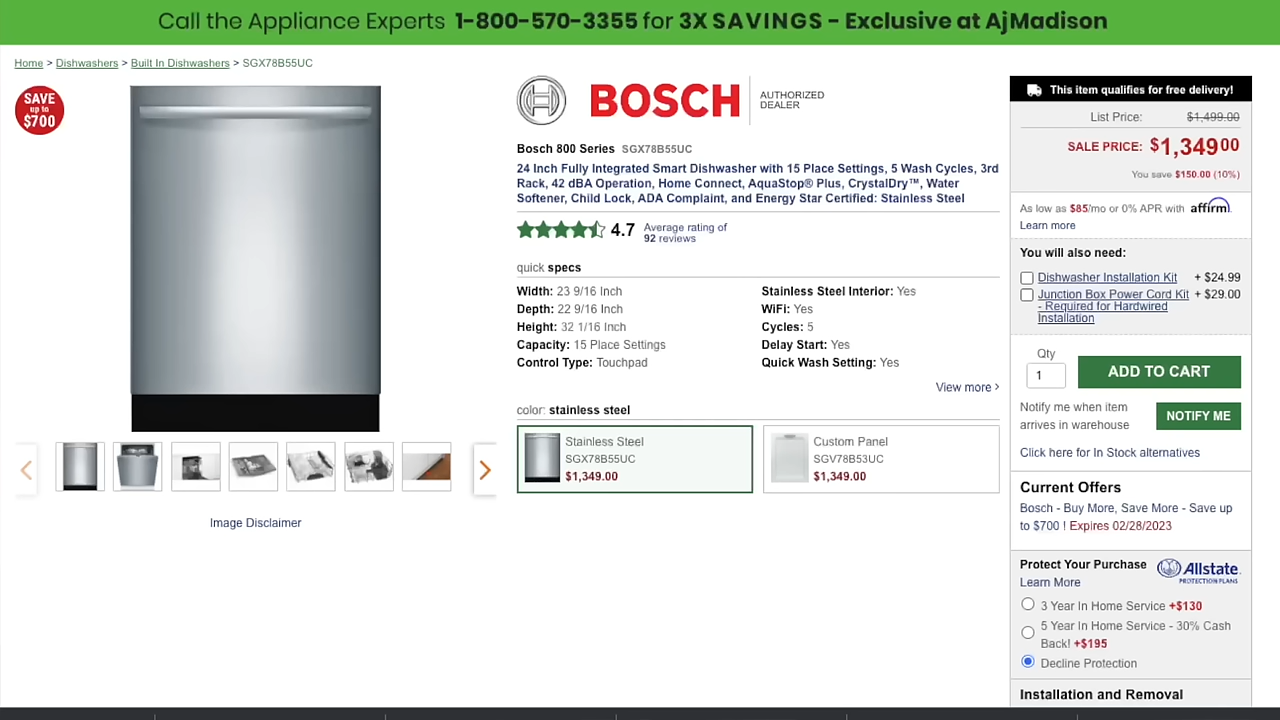 Call the Appliance Experts 1-800-570-3355 for 3X SAVINGS - Exclusive at AjMadison
Home > Dishwashers > Built In Dishwashers > SGX78B55UC
SAVE
up to
$700
BOSCH
AUTHORIZED
DEALER
Bosch 800 Series SGX78B55UC
24 Inch Fully Integrated Smart Dishwasher with 15 Place Settings, 5 Wash Cycles, 3rd
Rack, 42 dBA Operation, Home Connect, AquaStop® Plus, CrystalDry™, Water
Softener, Child Lock, ADA Complaint, and Energy Star Certified: Stainless Steel
4.7 Average rating of
92 reviews
quick specs
Width: 23 9/16 Inch
Depth: 22 9/16 Inch
Height: 32 1/16 Inch
Capacity: 15 Place Settings
Control Type: Touchpad
Stainless Steel Interior: Yes
WiFi: Yes
Cycles: 5
Delay Start: Yes
Quick Wash Setting: Yes
View more >
color: stainless steel
Stainless Steel
SGX78B55UC
$1,349.00
Custom Panel
SGV78B53UC
$1,349.00
Image Disclaimer
This item qualifies for free delivery!
List Price: $1,499.00
SALE PRICE: $1,349.00
You save $150.00 (10%)
As low as $85/mo or 0% APR with affirm
Learn more
You will also need:
Dishwasher Installation Kit + $24.99
Junction Box Power Cord Kit + $29.00
- Required for Hardwired
Installation
Qty
1
ADD TO CART
Notify me when item
arrives in warehouse
NOTIFY ME
Click here for In Stock alternatives
Current Offers
Bosch - Buy More, Save More - Save up
to $700 ! Expires 02/28/2023
Protect Your Purchase
Learn More
Allstate
PROTECTION PLANS
3 Year In Home Service +$130
5 Year In Home Service - 30% Cash
Back! +$195
Decline Protection
Installation and Removal